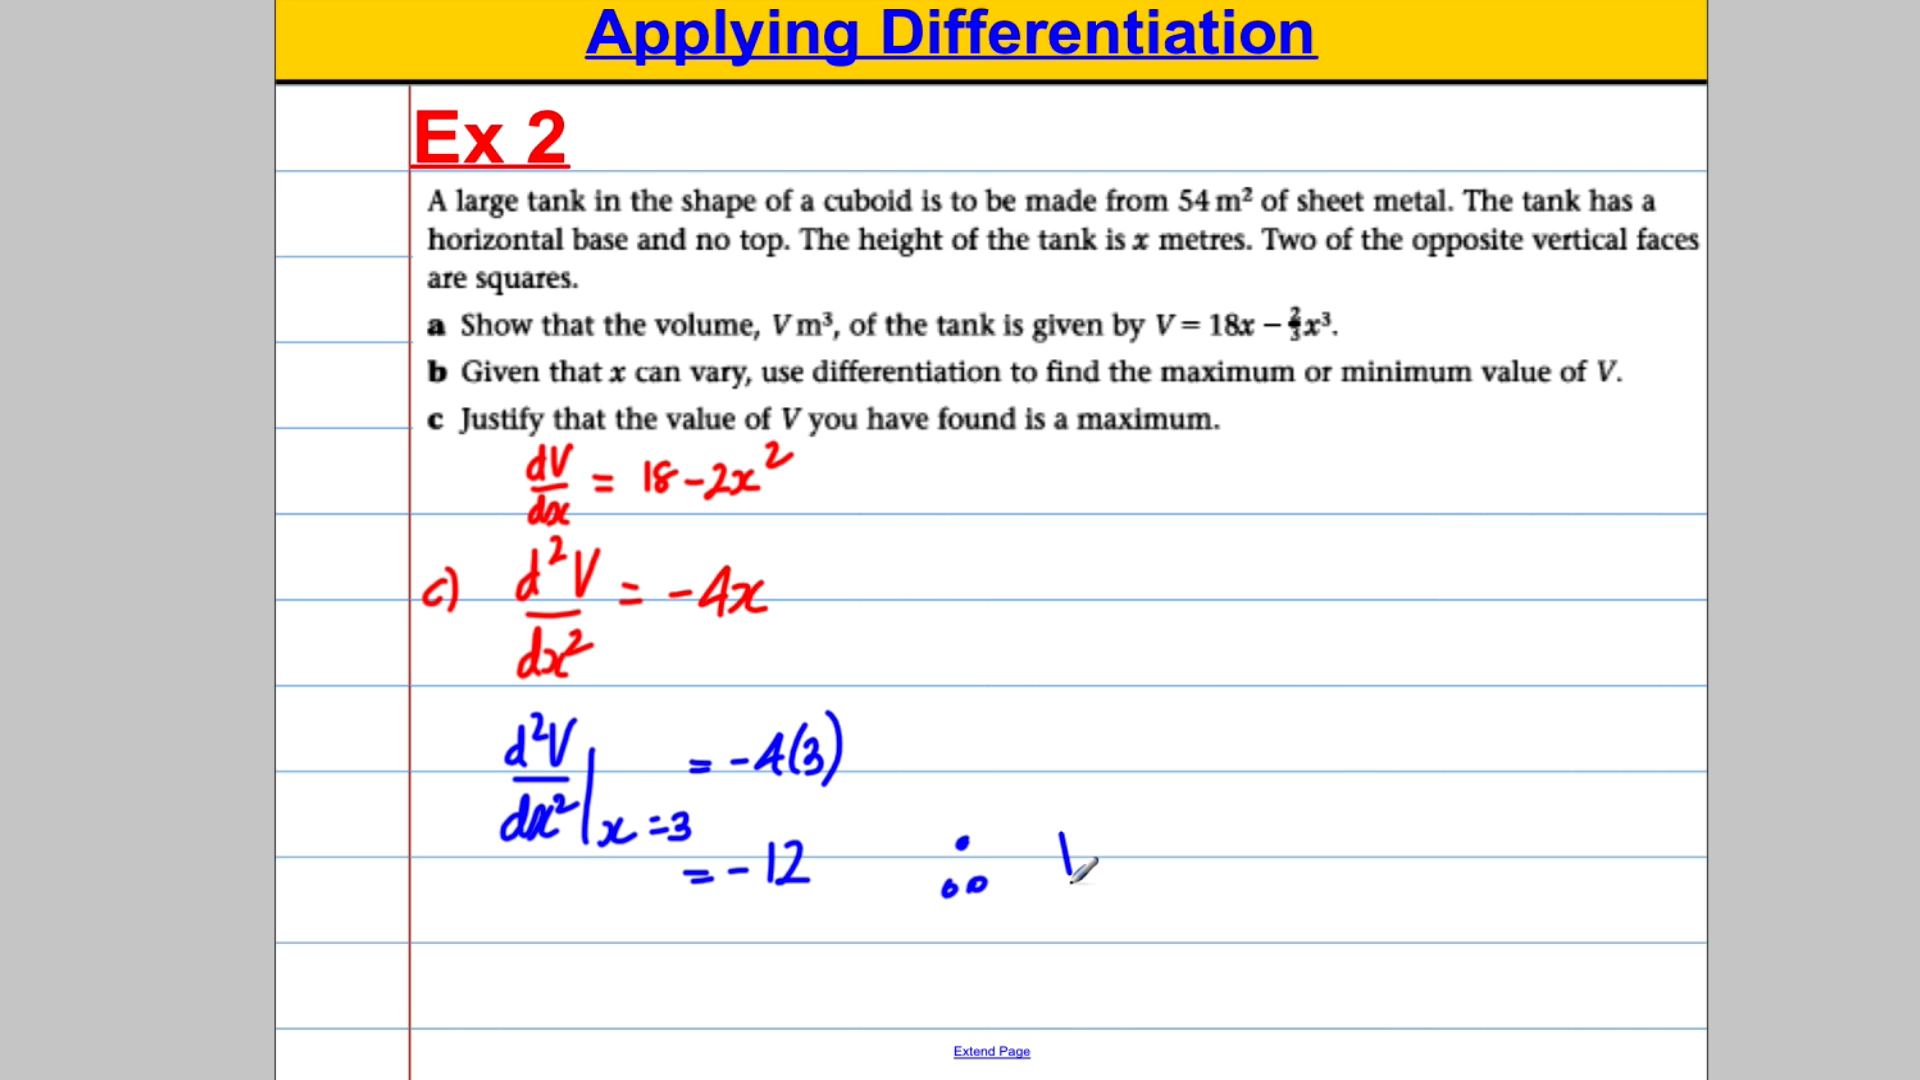 Applying Differentiation
Ex 2
A large tank in the shape of a cuboid is to be made from 54 m² of sheet metal. The tank has a
horizontal base and no top. The height of the tank is x metres. Two of the opposite vertical faces
are squares.
a Show that the volume, V m³, of the tank is given by V = 18x – ⅔x³.
b Given that x can vary, use differentiation to find the maximum or minimum value of V.
c Justify that the value of V you have found is a maximum.
dV/dx = 18 - 2x²
c) d²V/dx² = -4x
d²V/dx² | x=3 = -4(3)
= -12 ∴
Extend Page